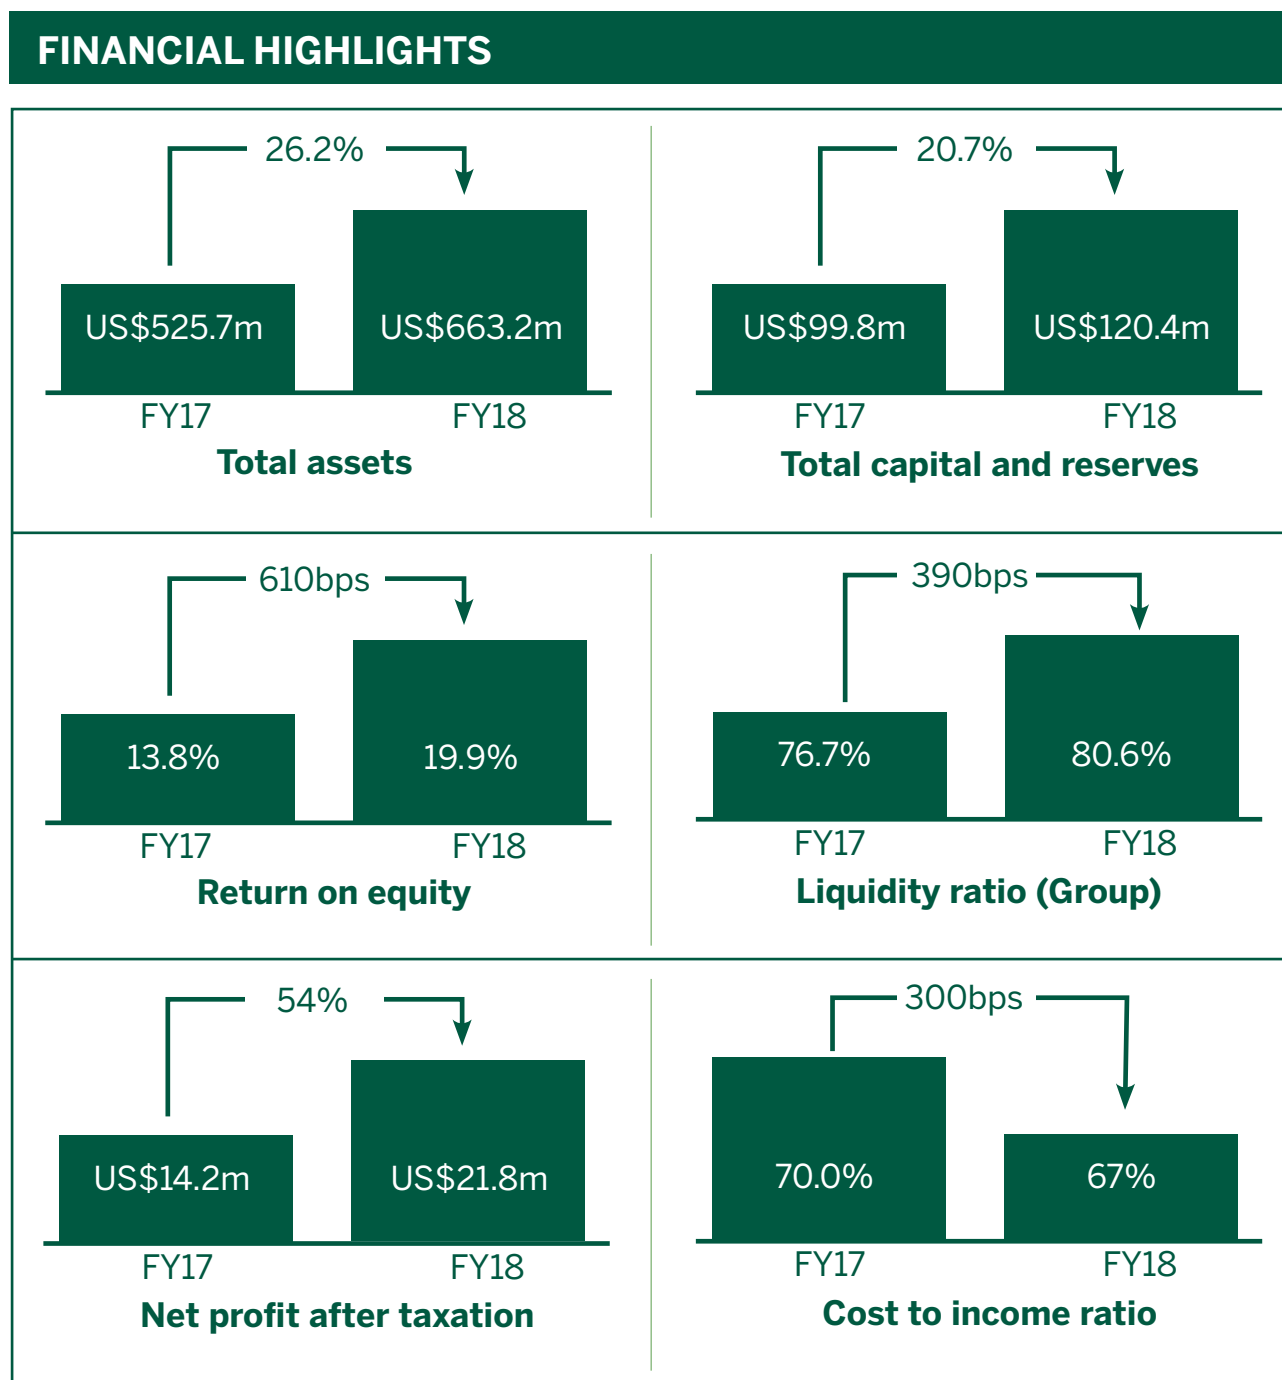 FINANCIAL HIGHLIGHTS
26.2%
US$525.7m
US$663.2m
FY17
FY18
Total assets
20.7%
US$99.8m
US$120.4m
FY17
FY18
Total capital and reserves
610bps
13.8%
19.9%
FY17
FY18
Return on equity
390bps
76.7%
80.6%
FY17
FY18
Liquidity ratio (Group)
54%
US$14.2m
US$21.8m
FY17
FY18
Net profit after taxation
300bps
70.0%
67%
FY17
FY18
Cost to income ratio